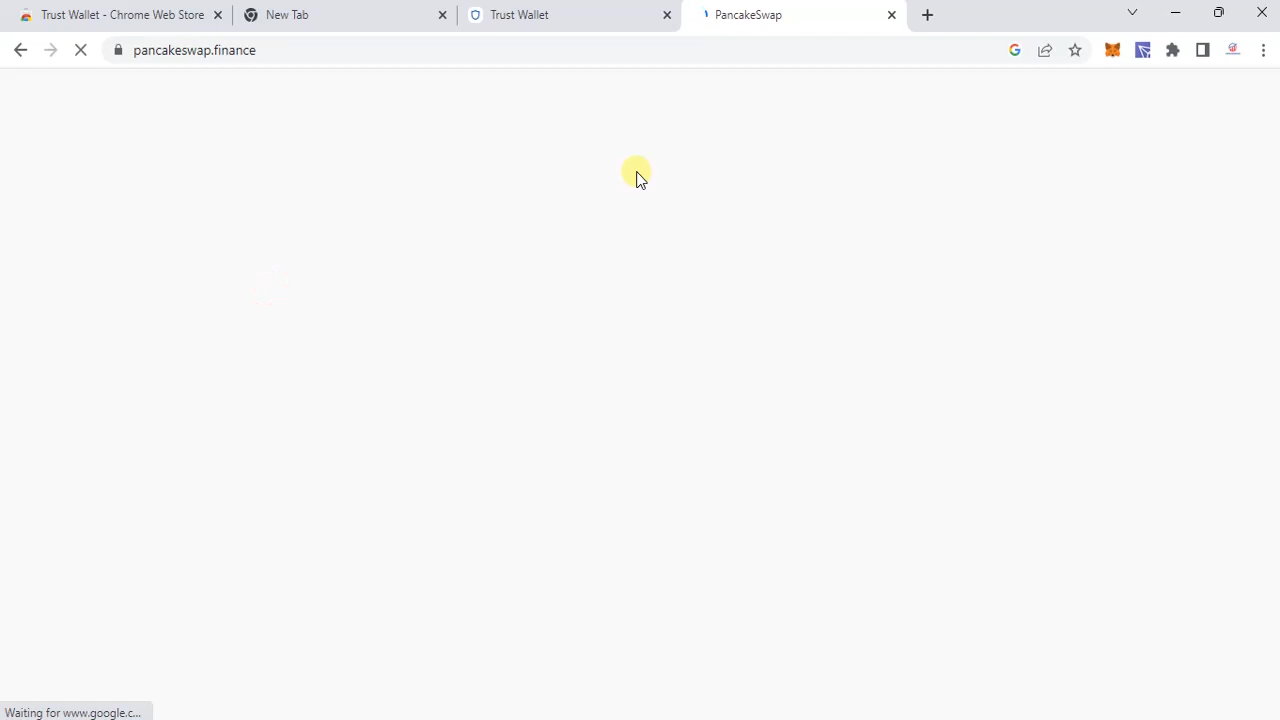 Trust Wallet - Chrome Web Store
New Tab
Trust Wallet
PancakeSwap
pancakeswap.finance
Waiting for www.google.c...